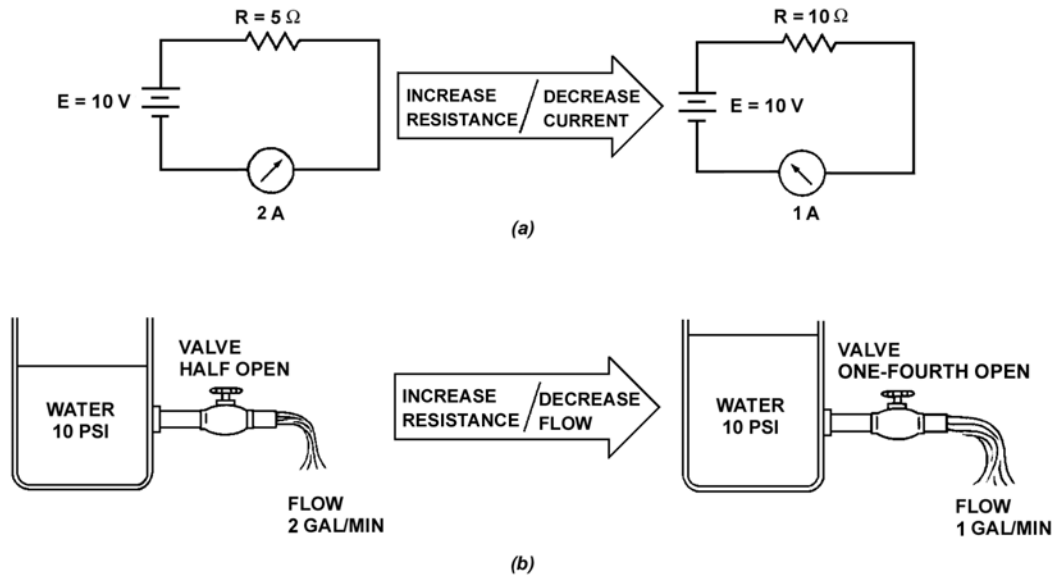 R = 5 Ω
E = 10 V
2 A
INCREASE / DECREASE
RESISTANCE CURRENT
R = 10 Ω
E = 10 V
1 A
(a)
WATER
10 PSI
VALVE
HALF OPEN
FLOW
2 GAL/MIN
INCREASE / DECREASE
RESISTANCE FLOW
WATER
10 PSI
VALVE
ONE-FOURTH OPEN
FLOW
1 GAL/MIN
(b)